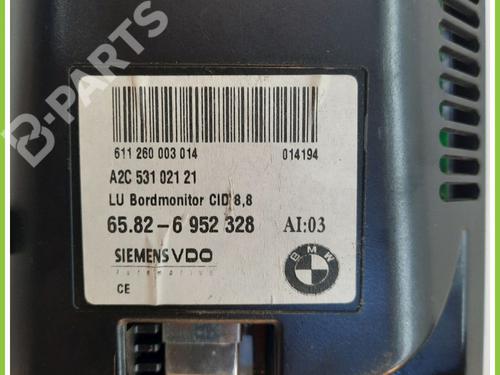 B-PARTS
611 260 003 014
014194
A2C 531 021 21
LU Bordmonitor CID 8,8
65.82-6 952 328 AI:03
SIEMENS VDO
Automotive
CE
BMW